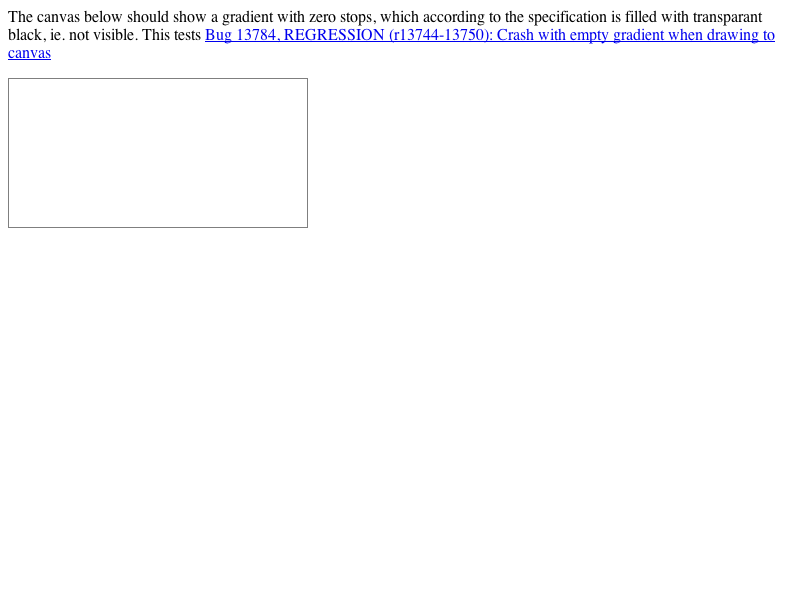 The canvas below should show a gradient with zero stops, which according to the specification is filled with transparant
black, ie. not visible. This tests Bug 13784, REGRESSION (r13744-13750): Crash with empty gradient when drawing to
canvas